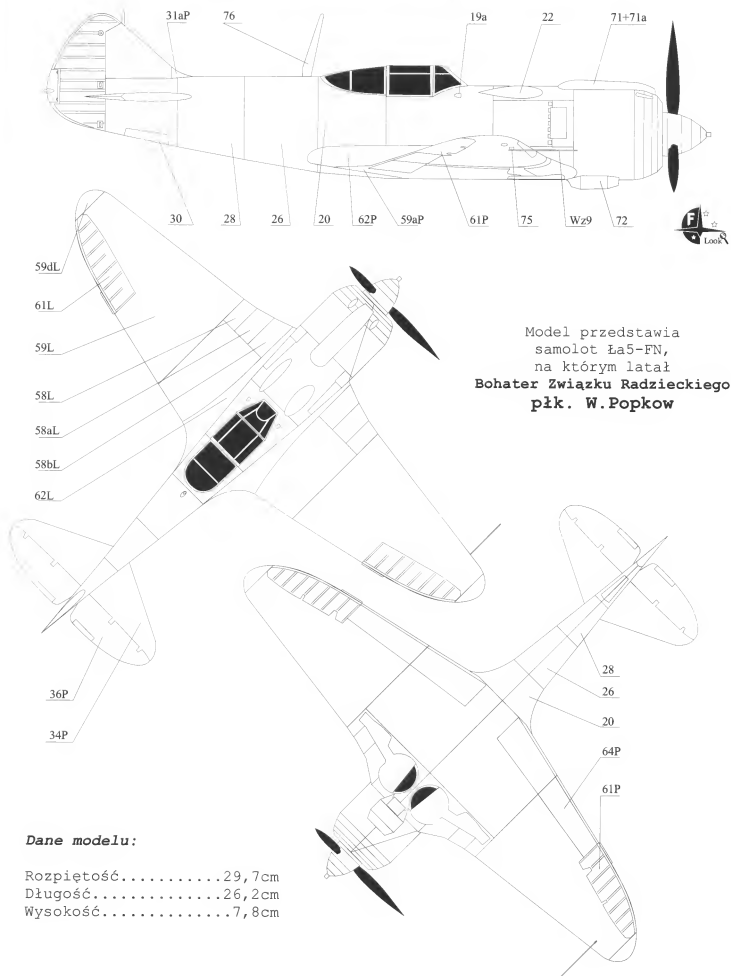 31aP 76 19a 22 71+71a
30 28 26 20 62P 59aP 61P 75 Wz9 72
F
Look
59dL
61L
59L
58L
58aL
58bL
62L
Model przedstawia
samolot Ła5-FN,
na którym latał
Bohater Związku Radzieckiego
płk. W.Popkow
36P
34P
28
26
20
64P
61P
Dane modelu:
Rozpiętość...........29,7cm
Długość..............26,2cm
Wysokość..............7,8cm